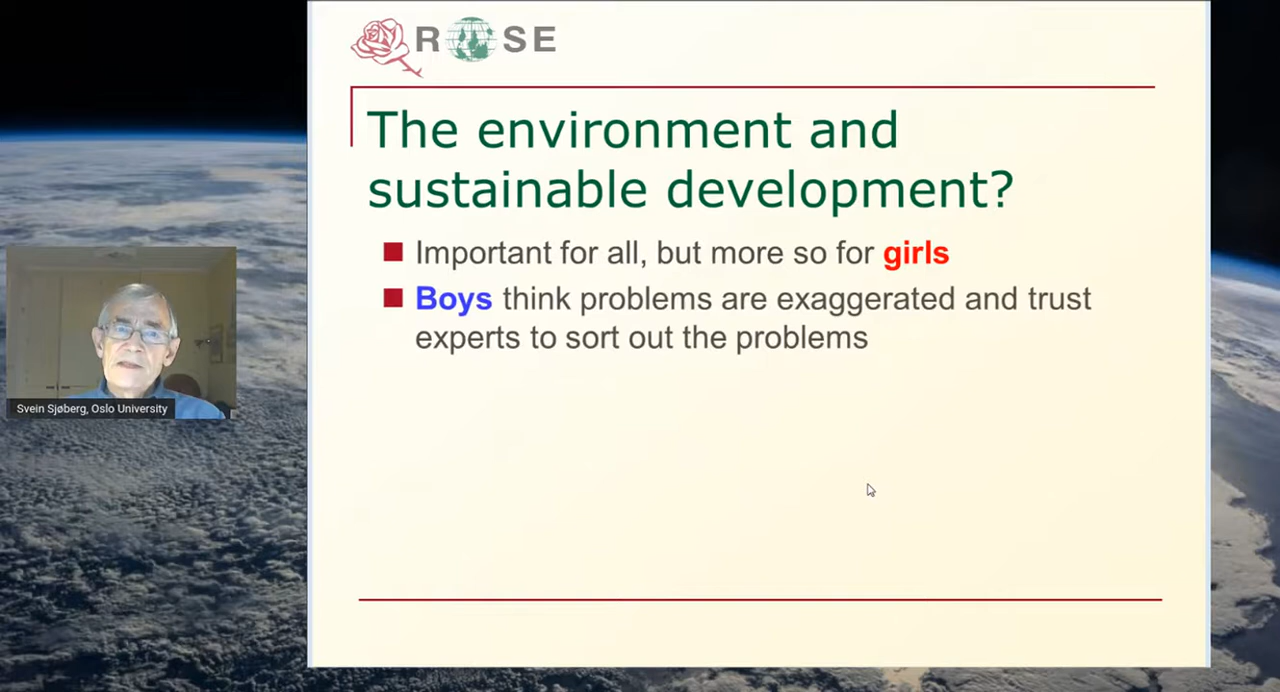 R SE
The environment and
sustainable development?
Important for all, but more so for girls
Boys think problems are exaggerated and trust
experts to sort out the problems
Svein Sjøberg, Oslo University